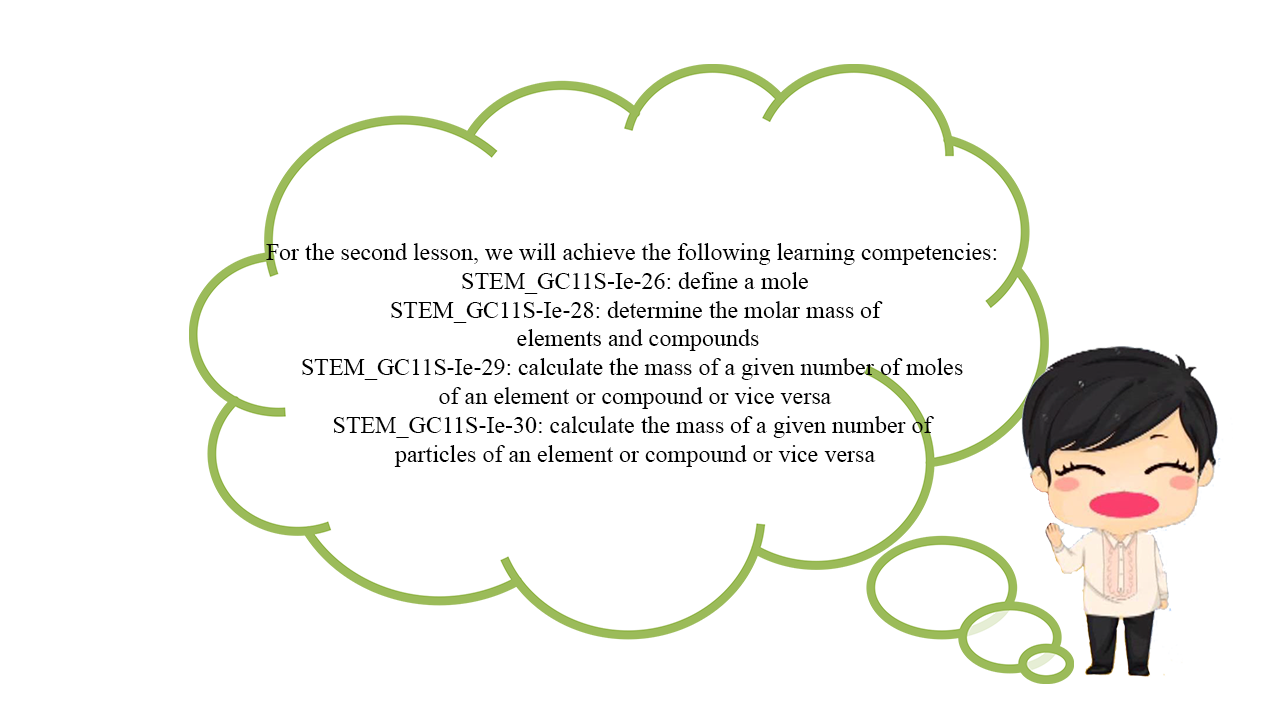 For the second lesson, we will achieve the following learning competencies:
STEM_GC11S-Ie-26: define a mole
STEM_GC11S-Ie-28: determine the molar mass of
elements and compounds
STEM_GC11S-Ie-29: calculate the mass of a given number of moles
of an element or compound or vice versa
STEM_GC11S-Ie-30: calculate the mass of a given number of
particles of an element or compound or vice versa